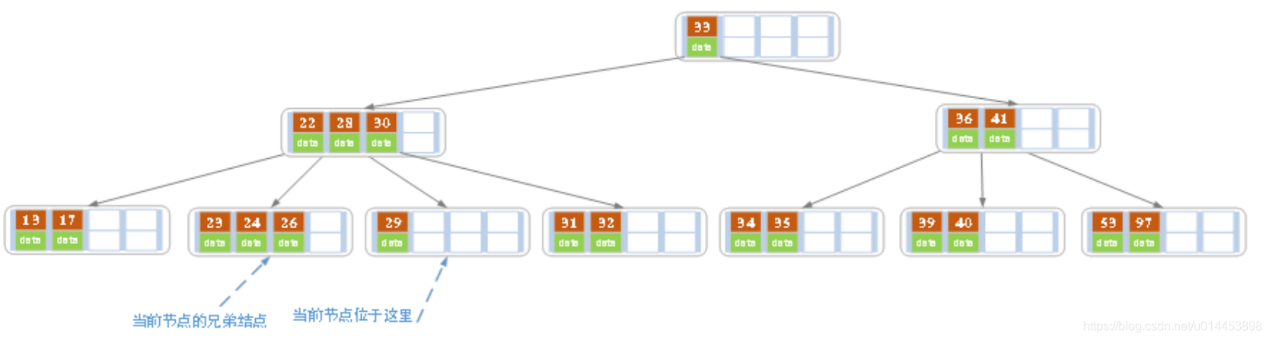 33
data
22 28 30
data data data
36 41
data data
13 17
data data
23 24 26
data data data
29
data
31 32
data data
34 35
data data
39 40
data data
53 97
data data
当前节点的兄弟结点
当前节点位于这里
https://blog.csdn.net/u014453898